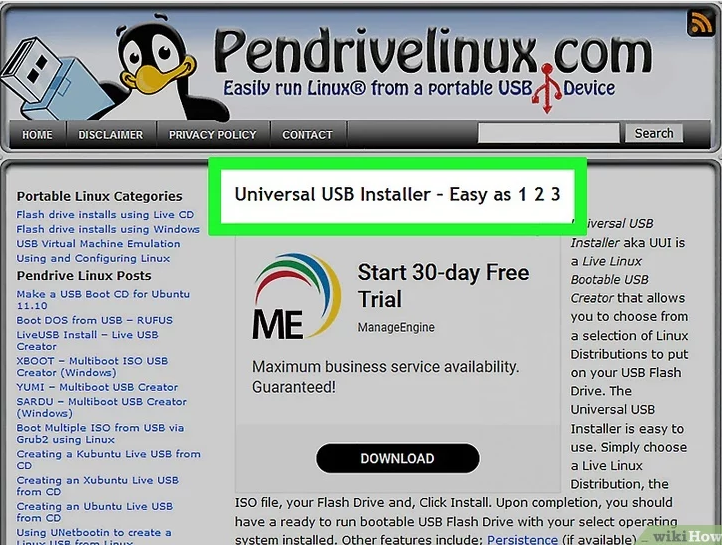 Pendrivelinux.com
Easily run Linux® from a portable USB Device
HOME
DISCLAIMER
PRIVACY POLICY
CONTACT
Search
Portable Linux Categories
Flash drive installs using Live CD
Flash drive installs using Windows
USB Virtual Machine Emulation
Using and Configuring Linux
Pendrive Linux Posts
Make a USB Boot CD for Ubuntu
11.10
Boot DOS from USB – RUFUS
LiveUSB Install – Live USB
Creator
XBOOT – Multiboot ISO USB
Creator (Windows)
YUMI – Multiboot USB Creator
SARDU – Multiboot USB Creator
(Windows)
Boot Multiple ISO from USB via
Grub2 using Linux
Creating a Kubuntu Live USB from
CD
Creating an Xubuntu Live USB
from CD
Creating an Ubuntu Live USB
from CD
Using UNetbootin to create a
Linux USB from Linux
Universal USB Installer – Easy as 1 2 3
ME
Start 30-day Free
Trial
ManageEngine
Maximum business service availability.
Guaranteed!
DOWNLOAD
Universal USB
Installer aka UUI is
a Live Linux
Bootable USB
Creator that allows
you to choose from
a selection of Linux
Distributions to put
on your USB Flash
Drive. The
Universal USB
Installer is easy to
use. Simply choose
a Live Linux
Distribution, the
ISO file, your Flash Drive and, Click Install. Upon completion, you should
have a ready to run bootable USB Flash Drive with your select operating
system installed. Other features include; Persistence (if available)
wikiHow